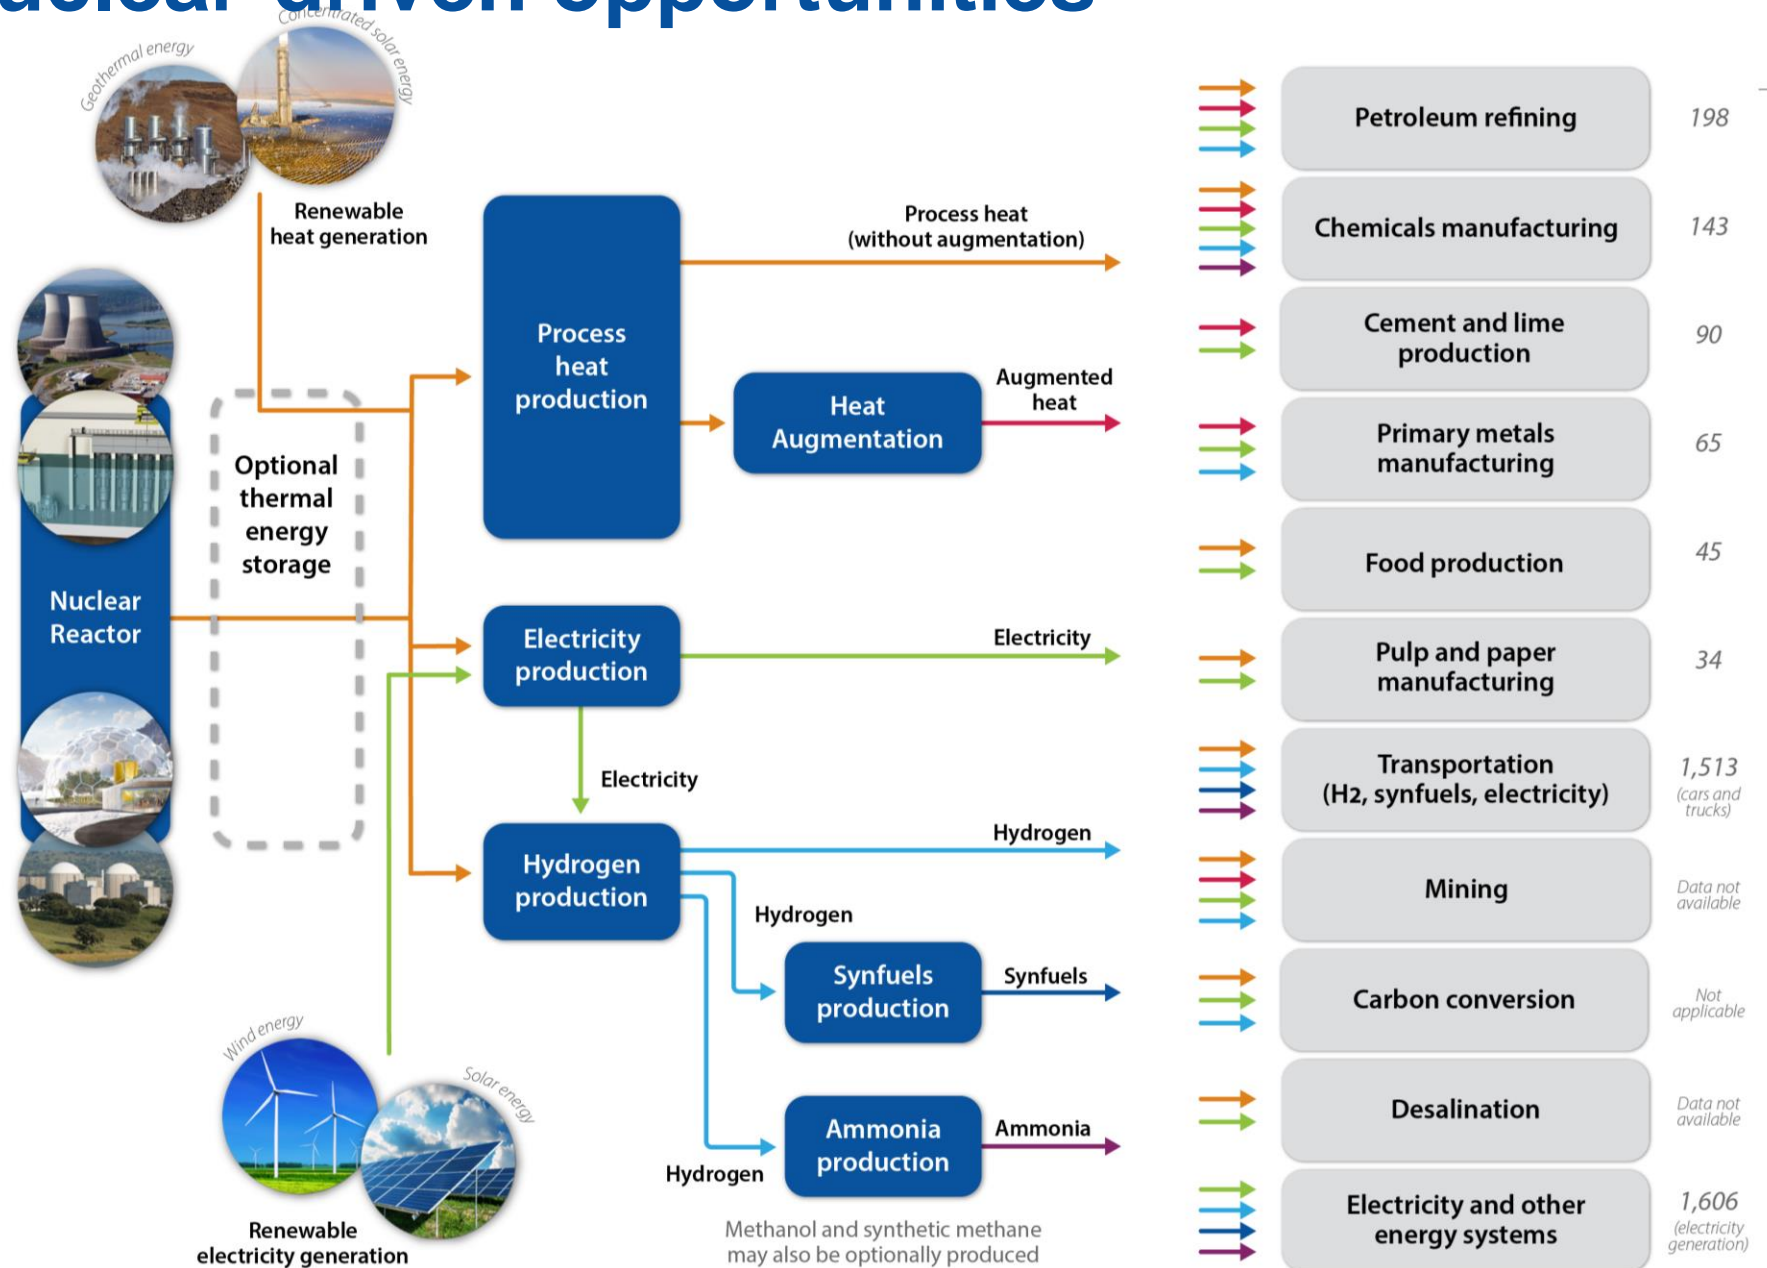 driven opportunities
Geothermal energy
Concentrated solar energy
Renewable
heat generation
Nuclear
Reactor
Optional
thermal
energy
storage
Process
heat
production
Process heat
(without augmentation)
Heat
Augmentation
Augmented
heat
Electricity
production
Electricity
Electricity
Hydrogen
production
Hydrogen
Hydrogen
Synfuels
production
Synfuels
Hydrogen
Ammonia
production
Ammonia
Methanol and synthetic methane
may also be optionally produced
Wind energy
Solar energy
Renewable
electricity generation
Petroleum refining
198
Chemicals manufacturing
143
Cement and lime
production
90
Primary metals
manufacturing
65
Food production
45
Pulp and paper
manufacturing
34
Transportation
(H2, synfuels, electricity)
1,513
(cars and
trucks)
Mining
Data not
available
Carbon conversion
Not
applicable
Desalination
Data not
available
Electricity and other
energy systems
1,606
(electricity
generation)